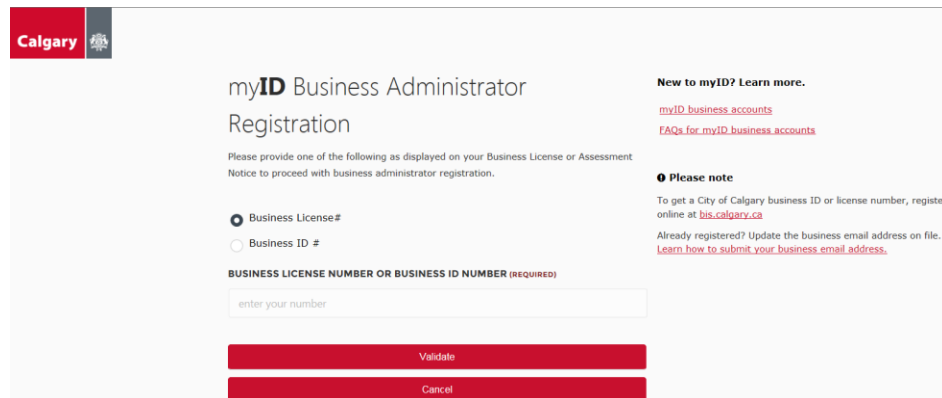 Calgary
myID Business Administrator
Registration
Please provide one of the following as displayed on your Business License or Assessment
Notice to proceed with business administrator registration.
Business License#
Business ID #
BUSINESS LICENSE NUMBER OR BUSINESS ID NUMBER (REQUIRED)
enter your number
Validate
Cancel
New to myID? Learn more.
myID business accounts
FAQs for myID business accounts
Please note
To get a City of Calgary business ID or license number, registe
online at bis.calgary.ca
Already registered? Update the business email address on file.
Learn how to submit your business email address.